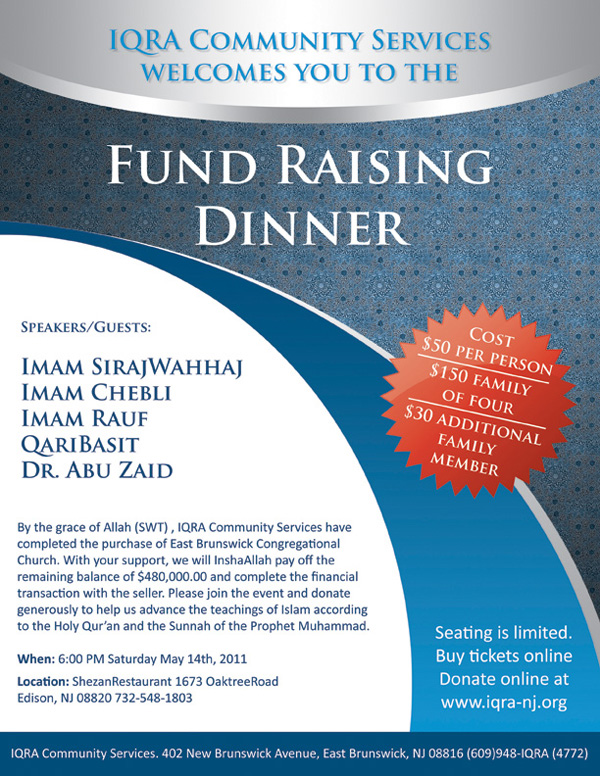 IQRA Community Services
welcomes you to the
Fund Raising
Dinner
Speakers/Guests:
Imam SirajWahhaj
Imam Chebli
Imam Rauf
QariBasit
Dr. Abu Zaid
Cost
$50 per person
$150 family
of four
$30 additional
family
member
By the grace of Allah (SWT) , IQRA Community Services have
completed the purchase of East Brunswick Congregational
Church. With your support, we will InshaAllah pay off the
remaining balance of $480,000.00 and complete the financial
transaction with the seller. Please join the event and donate
generously to help us advance the teachings of Islam according
to the Holy Qur'an and the Sunnah of the Prophet Muhammad.
When: 6:00 PM Saturday May 14th, 2011
Location: ShezanRestaurant 1673 OaktreeRoad
Edison, NJ 08820 732-548-1803
Seating is limited.
Buy tickets online
Donate online at
www.iqra-nj.org
IQRA Community Services. 402 New Brunswick Avenue, East Brunswick, NJ 08816 (609)948-IQRA (4772)